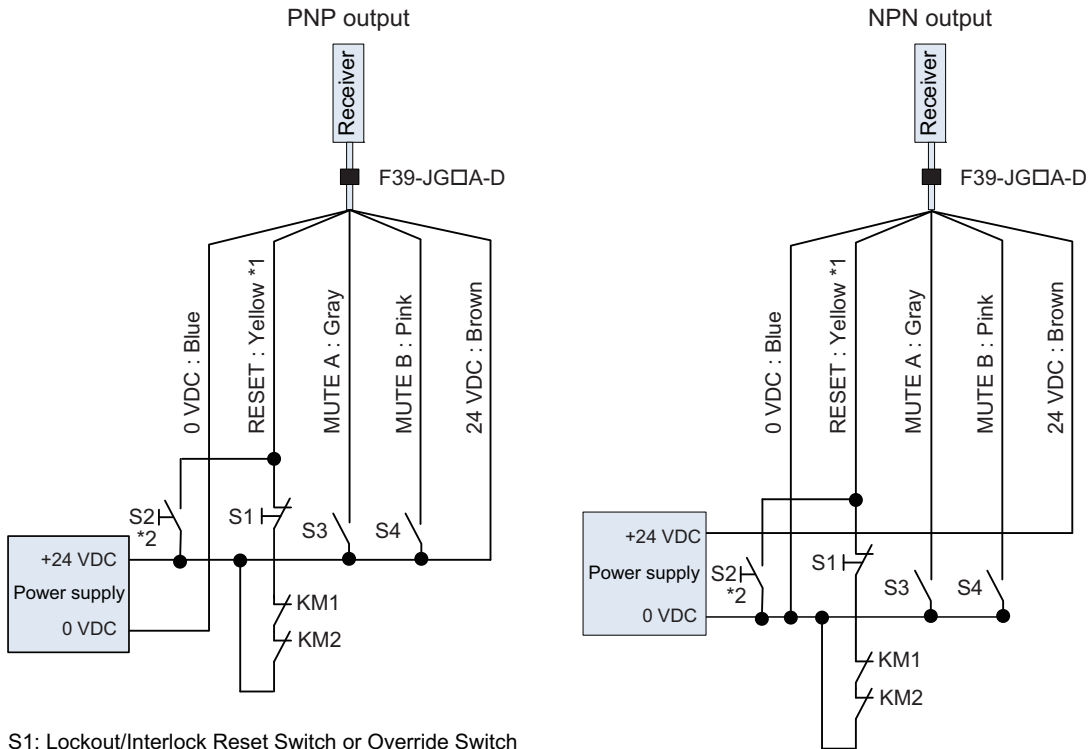 PNP output
Receiver
F39-JG□A-D
0 VDC : Blue
RESET : Yellow *1
MUTE A : Gray
MUTE B : Pink
24 VDC : Brown
S2
*2
S1
S3
S4
+24 VDC
Power supply
0 VDC
KM1
KM2
NPN output
Receiver
F39-JG□A-D
0 VDC : Blue
RESET : Yellow *1
MUTE A : Gray
MUTE B : Pink
24 VDC : Brown
+24 VDC
Power supply
0 VDC
S2
*2
S1
S3
S4
KM1
KM2
S1: Lockout/Interlock Reset Switch or Override Switch